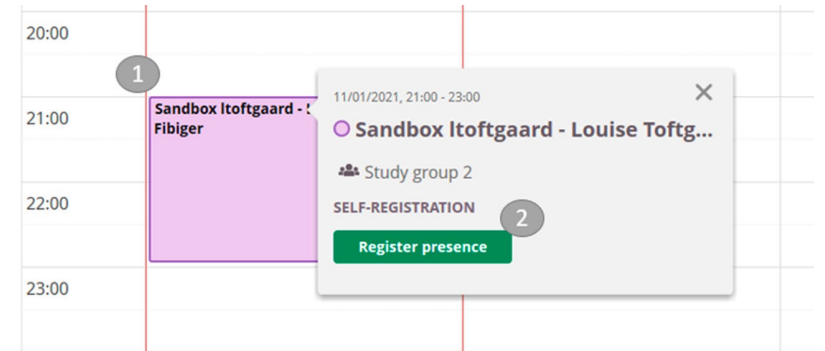 20:00
1
21:00
Sandbox ltoftgaard -
Fibiger
22:00
23:00
11/01/2021, 21:00 - 23:00
Sandbox ltoftgaard - Louise Toftg...
Study group 2
SELF-REGISTRATION
2
Register presence